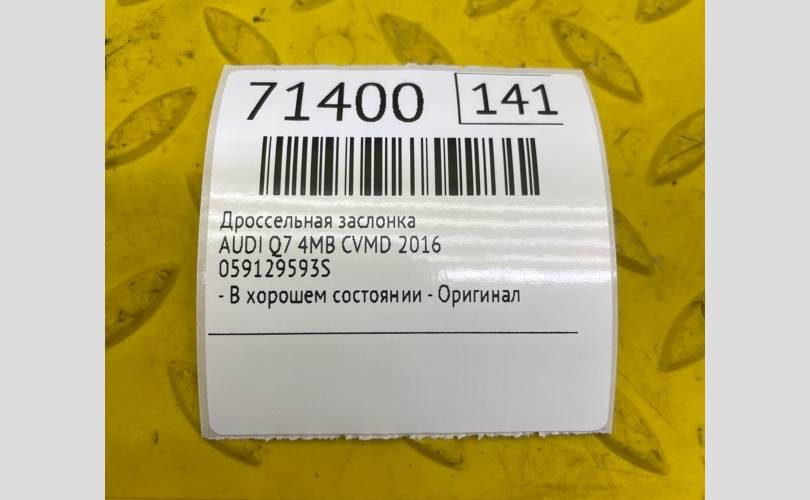 71400 141
Дроссельная заслонка
AUDI Q7 4MB CVMD 2016
059129593S
- В хорошем состоянии - Оригинал